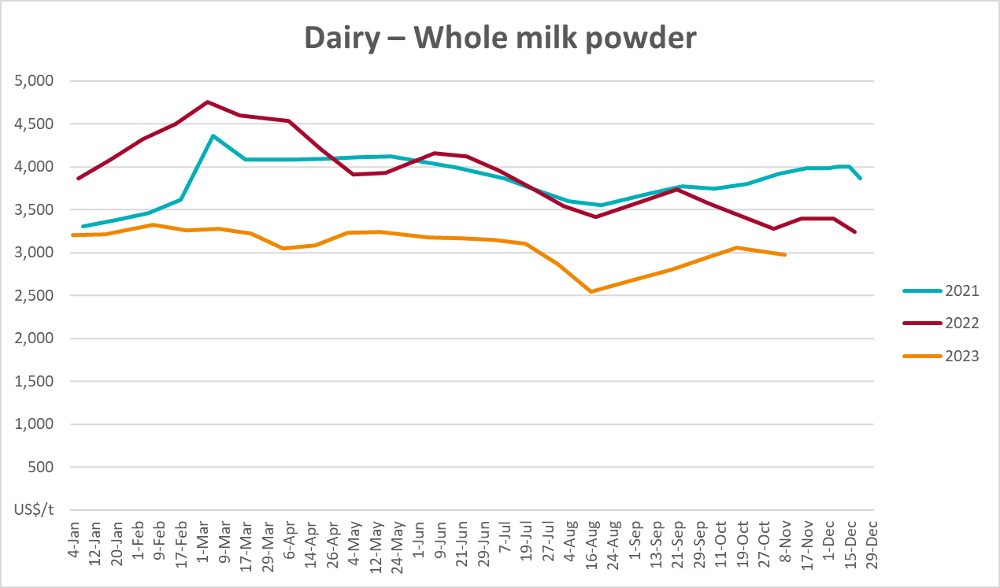 Dairy – Whole milk powder
5,000
4,500
4,000
3,500
3,000
2,500
2,000
1,500
1,000
500
US$/t
4-Jan
12-Jan
20-Jan
1-Feb
9-Feb
17-Feb
1-Mar
9-Mar
17-Mar
29-Mar
6-Apr
14-Apr
26-Apr
4-May
12-May
24-May
1-Jun
9-Jun
21-Jun
29-Jun
7-Jul
19-Jul
27-Jul
4-Aug
16-Aug
24-Aug
1-Sep
13-Sep
21-Sep
29-Sep
11-Oct
19-Oct
27-Oct
8-Nov
17-Nov
1-Dec
15-Dec
29-Dec
2021
2022
2023